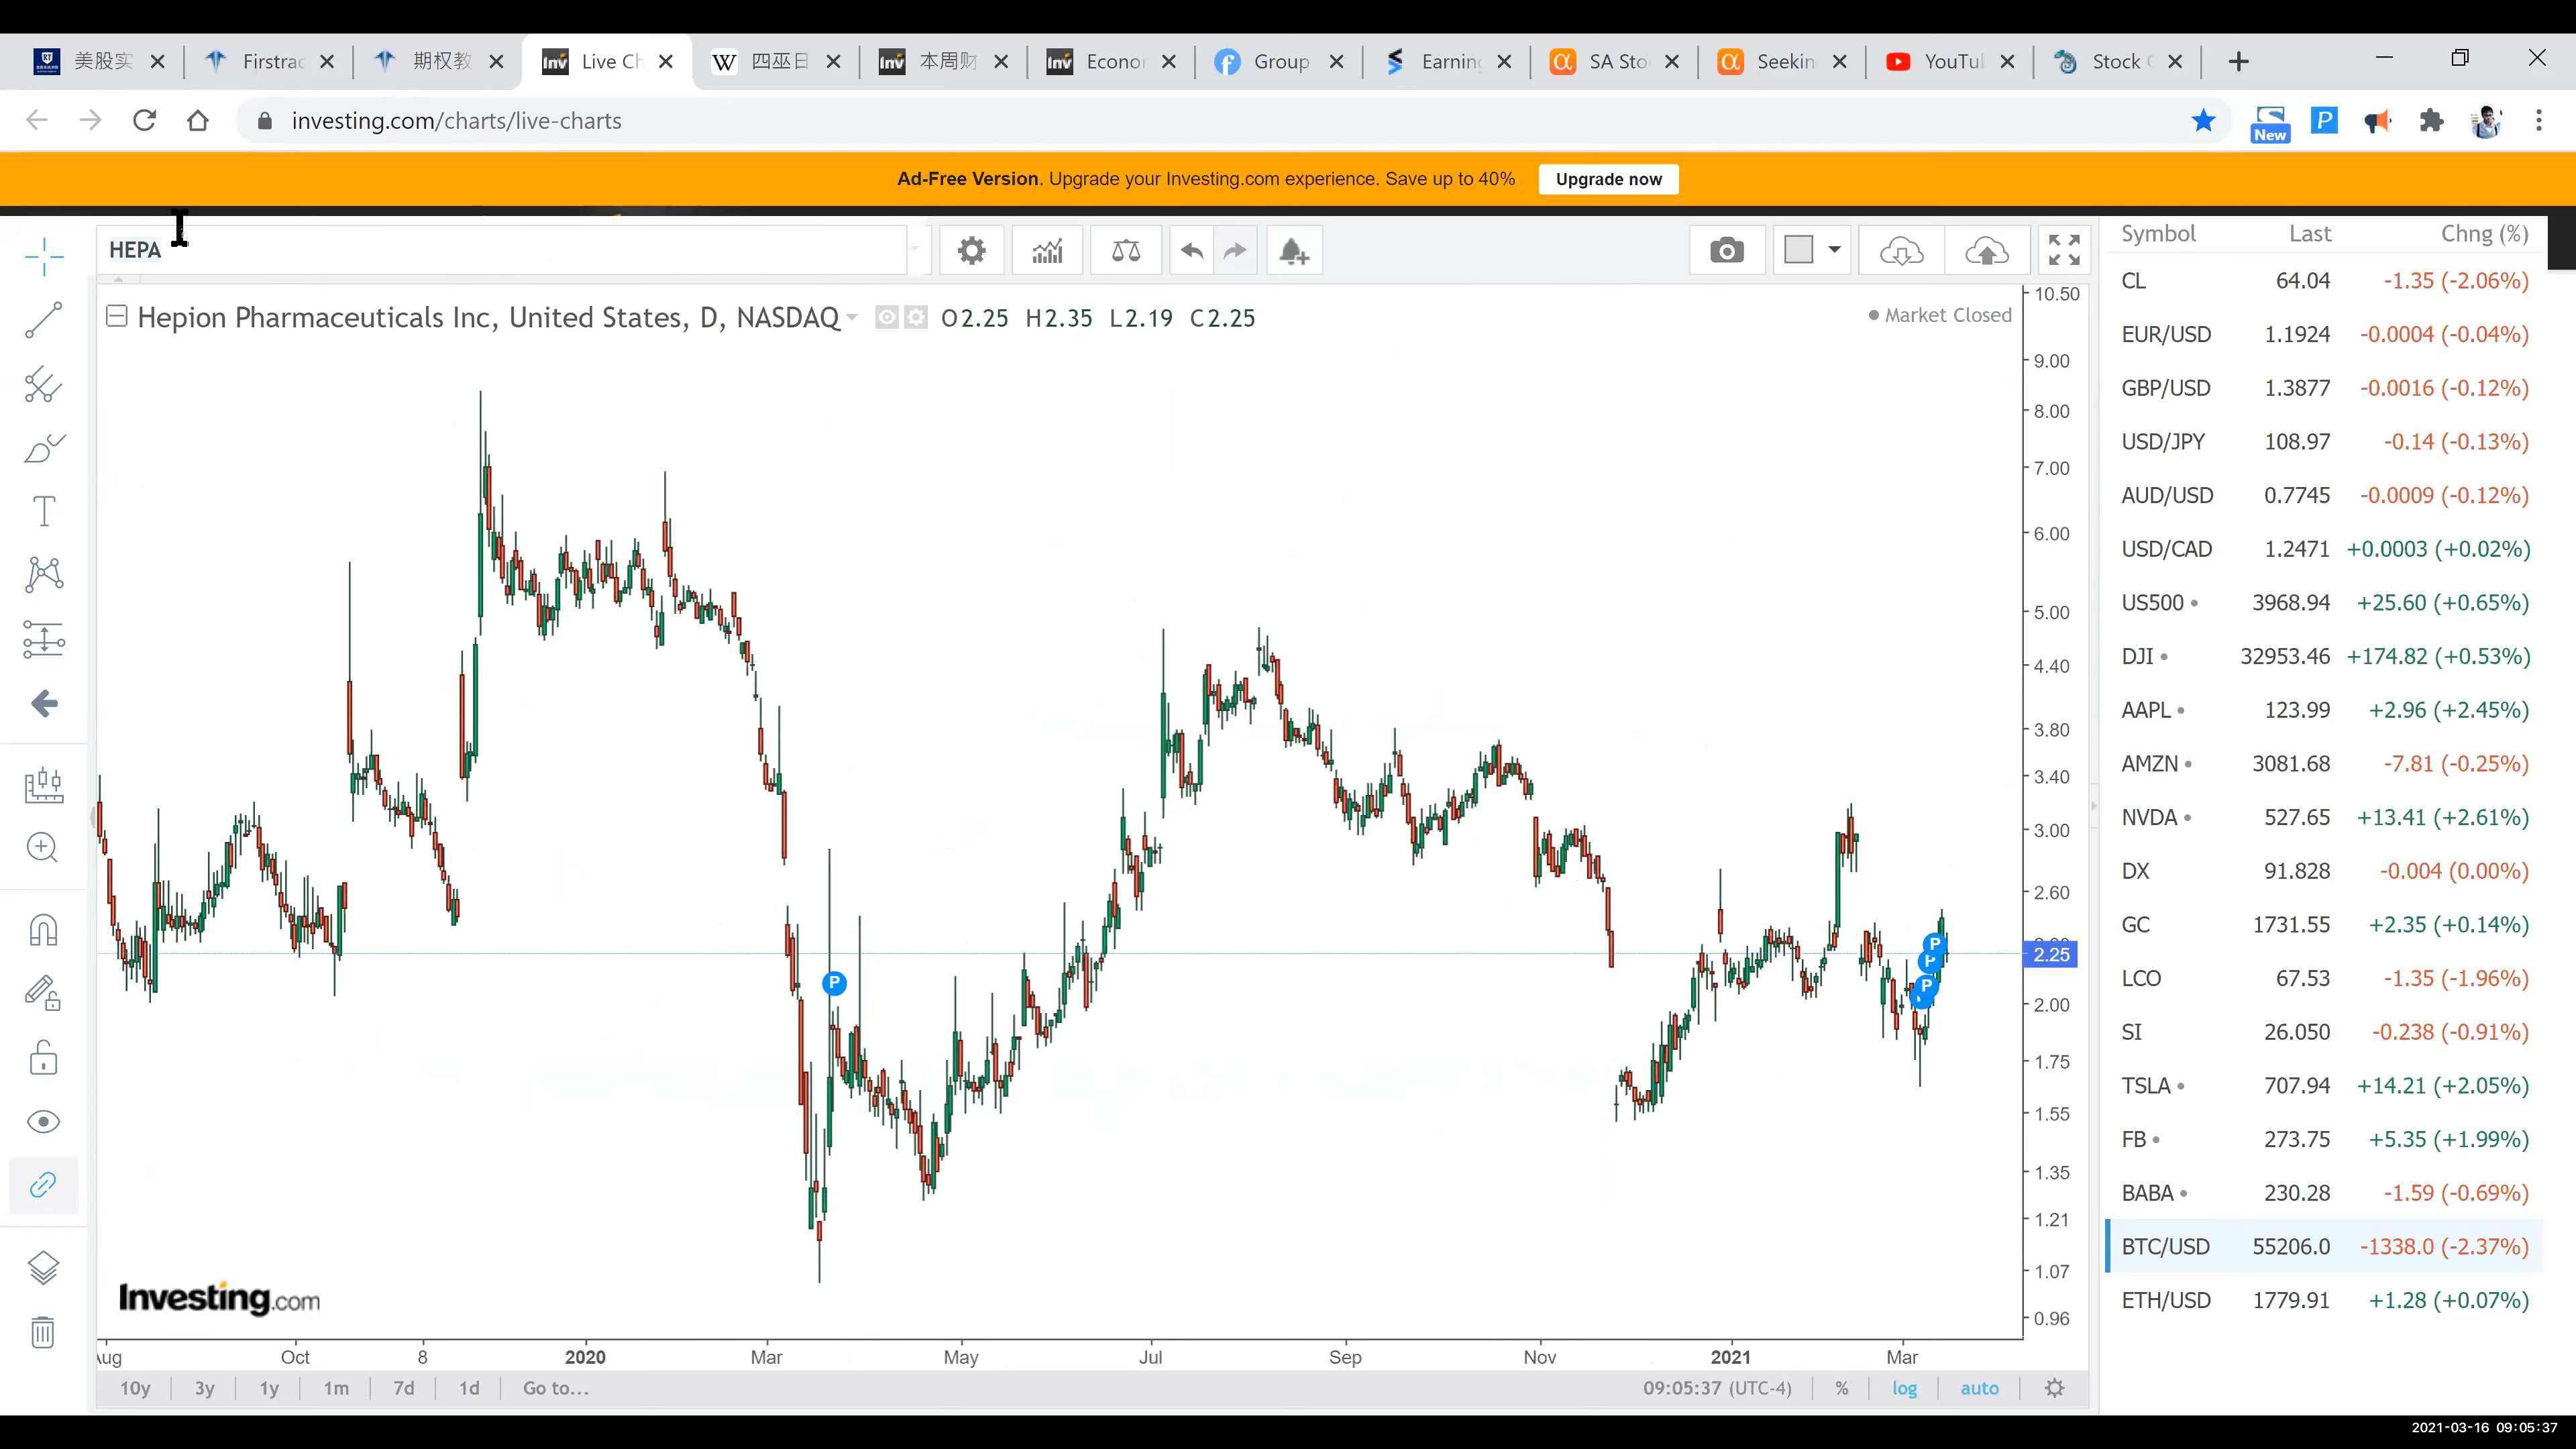 美股实
Firstrac
期权教
Live Ch
四巫日
本周财
Econor
Group
Earning
SA Sto
Seekin
YouTul
Stock C
investing.com/charts/live-charts
New
Ad-Free Version. Upgrade your Investing.com experience. Save up to 40%
Upgrade now
HEPA
Hepion Pharmaceuticals Inc, United States, D, NASDAQ
O2.25 H2.35 L2.19 C2.25
Market Closed
10.50
9.00
8.00
7.00
6.00
5.00
4.40
3.80
3.40
3.00
2.60
2.25
2.00
1.75
1.55
1.35
1.21
1.07
0.96
P
P
P
P
Investing.com
Aug Oct 8 2020 Mar May Jul Sep Nov 2021 Mar
10y 3y 1y 1m 7d 1d Go to...
09:05:37 (UTC-4) % log auto
Symbol Last Chng (%)
CL 64.04 -1.35 (-2.06%)
EUR/USD 1.1924 -0.0004 (-0.04%)
GBP/USD 1.3877 -0.0016 (-0.12%)
USD/JPY 108.97 -0.14 (-0.13%)
AUD/USD 0.7745 -0.0009 (-0.12%)
USD/CAD 1.2471 +0.0003 (+0.02%)
US500 3968.94 +25.60 (+0.65%)
DJI 32953.46 +174.82 (+0.53%)
AAPL 123.99 +2.96 (+2.45%)
AMZN 3081.68 -7.81 (-0.25%)
NVDA 527.65 +13.41 (+2.61%)
DX 91.828 -0.004 (0.00%)
GC 1731.55 +2.35 (+0.14%)
LCO 67.53 -1.35 (-1.96%)
SI 26.050 -0.238 (-0.91%)
TSLA 707.94 +14.21 (+2.05%)
FB 273.75 +5.35 (+1.99%)
BABA 230.28 -1.59 (-0.69%)
BTC/USD 55206.0 -1338.0 (-2.37%)
ETH/USD 1779.91 +1.28 (+0.07%)
2021-03-16 09:05:37